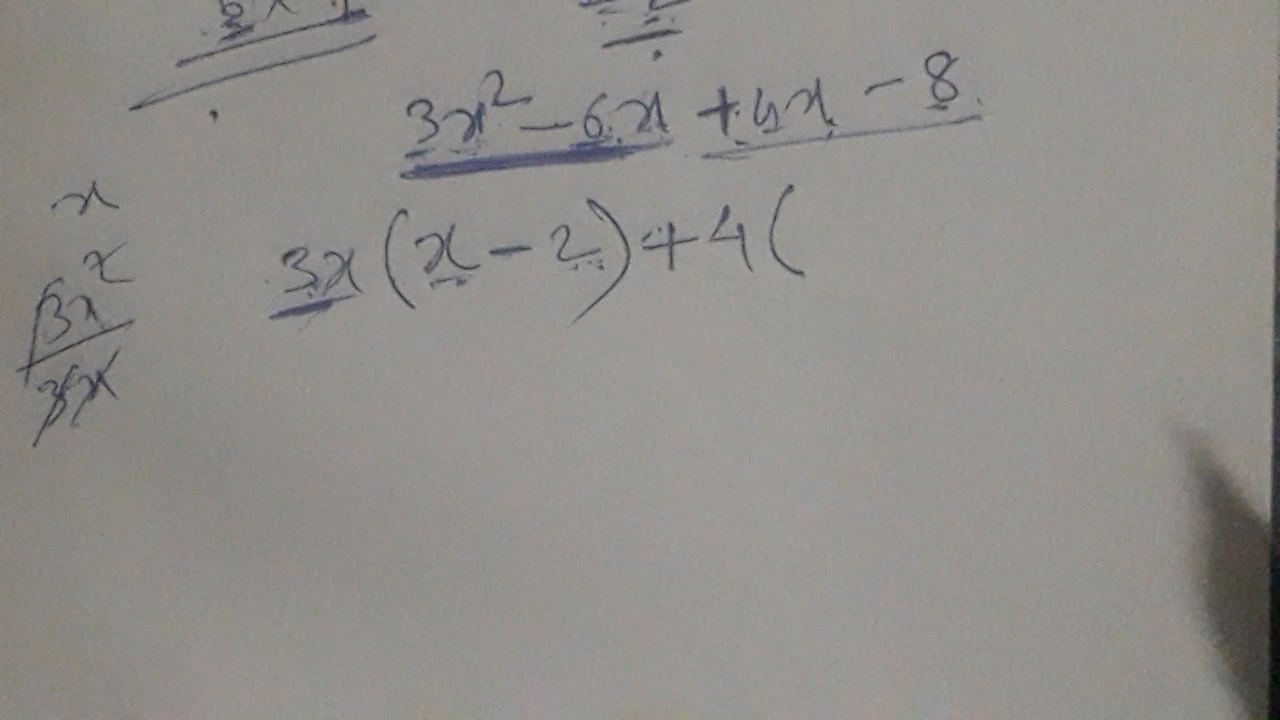 3x² - 6x + 4x - 8
3x(x - 2) + 4(
x
x
3x
3x